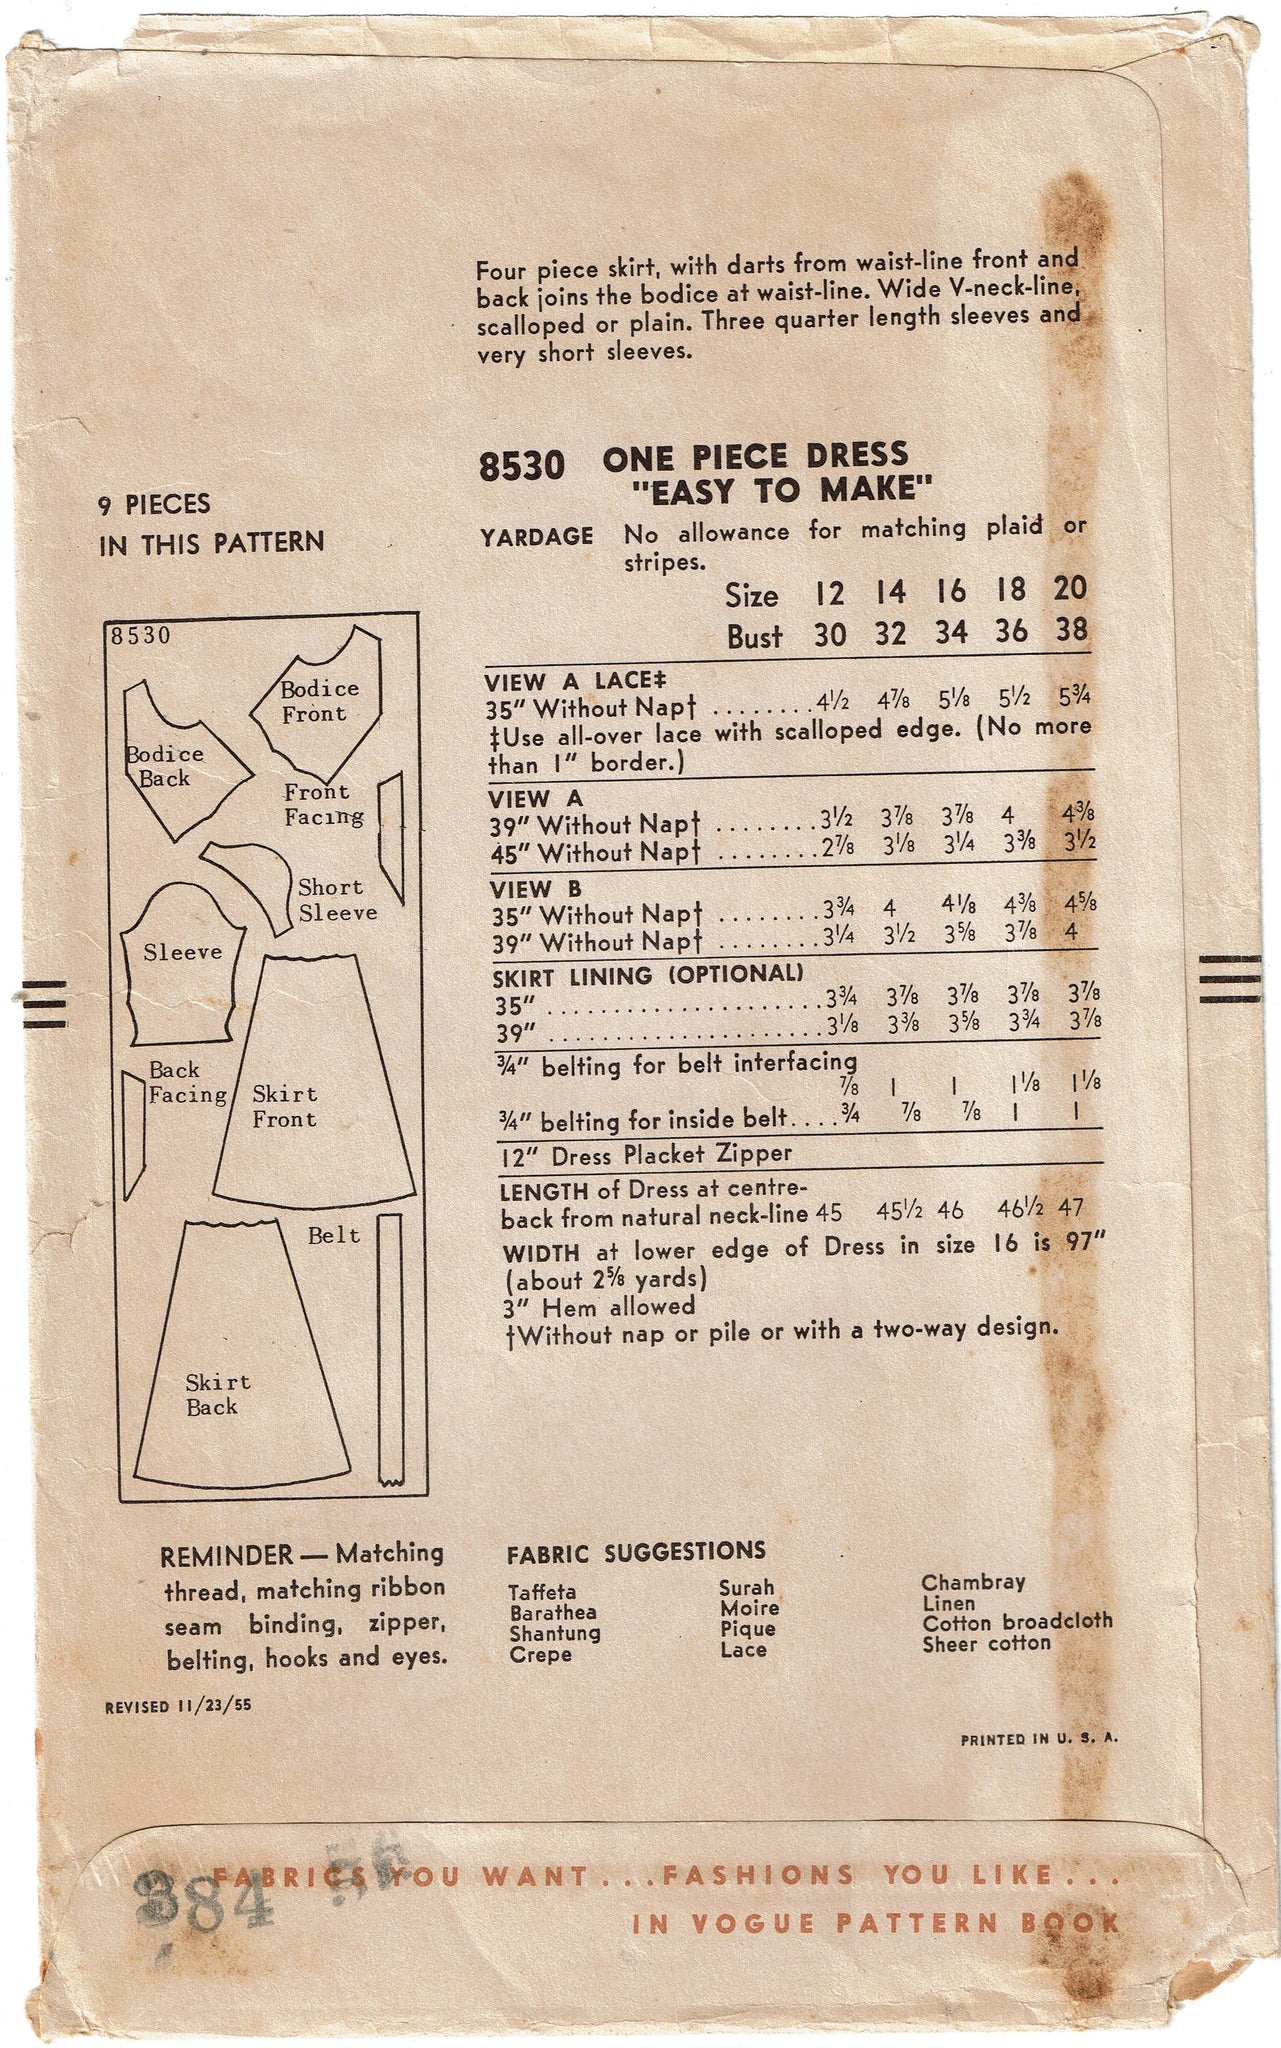 Four piece skirt, with darts from waist-line front and
back joins the bodice at waist-line. Wide V-neck-line,
scalloped or plain. Three quarter length sleeves and
very short sleeves.
8530 ONE PIECE DRESS
"EASY TO MAKE"
9 PIECES
IN THIS PATTERN
YARDAGE No allowance for matching plaid or
stripes.
Size 12 14 16 18 20
Bust 30 32 34 36 38
VIEW A LACE‡
35" Without Nap† ........4½ 4⅞ 5⅛ 5½ 5¾
‡Use all-over lace with scalloped edge. (No more
than 1" border.)
VIEW A
39" Without Nap† ........3½ 3⅞ 3⅞ 4 4⅜
45" Without Nap† ........2⅞ 3⅛ 3¼ 3⅜ 3½
VIEW B
35" Without Nap† ........3¾ 4 4⅛ 4⅜ 4⅝
39" Without Nap† ........3¼ 3½ 3⅝ 3⅞ 4
SKIRT LINING (OPTIONAL)
35" ......................3¾ 3⅞ 3⅞ 3⅞ 3⅞
39" ......................3⅛ 3⅜ 3⅝ 3¾ 3⅞
¾" belting for belt interfacing
⅞ 1 1 1⅛ 1⅛
¾" belting for inside belt....¾ ⅞ ⅞ 1 1
12" Dress Placket Zipper
LENGTH of Dress at centre-
back from natural neck-line 45 45½ 46 46½ 47
WIDTH at lower edge of Dress in size 16 is 97"
(about 2⅝ yards)
3" Hem allowed
†Without nap or pile or with a two-way design.
8530
Bodice
Front
Bodice
Back
Front
Facing
Short
Sleeve
Sleeve
Back
Facing
Skirt
Front
Belt
Skirt
Back
REMINDER — Matching
thread, matching ribbon
seam binding, zipper,
belting, hooks and eyes.
REVISED 11/23/55
FABRIC SUGGESTIONS
Taffeta Surah Chambray
Barathea Moire Linen
Shantung Pique Cotton broadcloth
Crepe Lace Sheer cotton
PRINTED IN U. S. A.
FABRICS YOU WANT...FASHIONS YOU LIKE...
IN VOGUE PATTERN BOOK
384